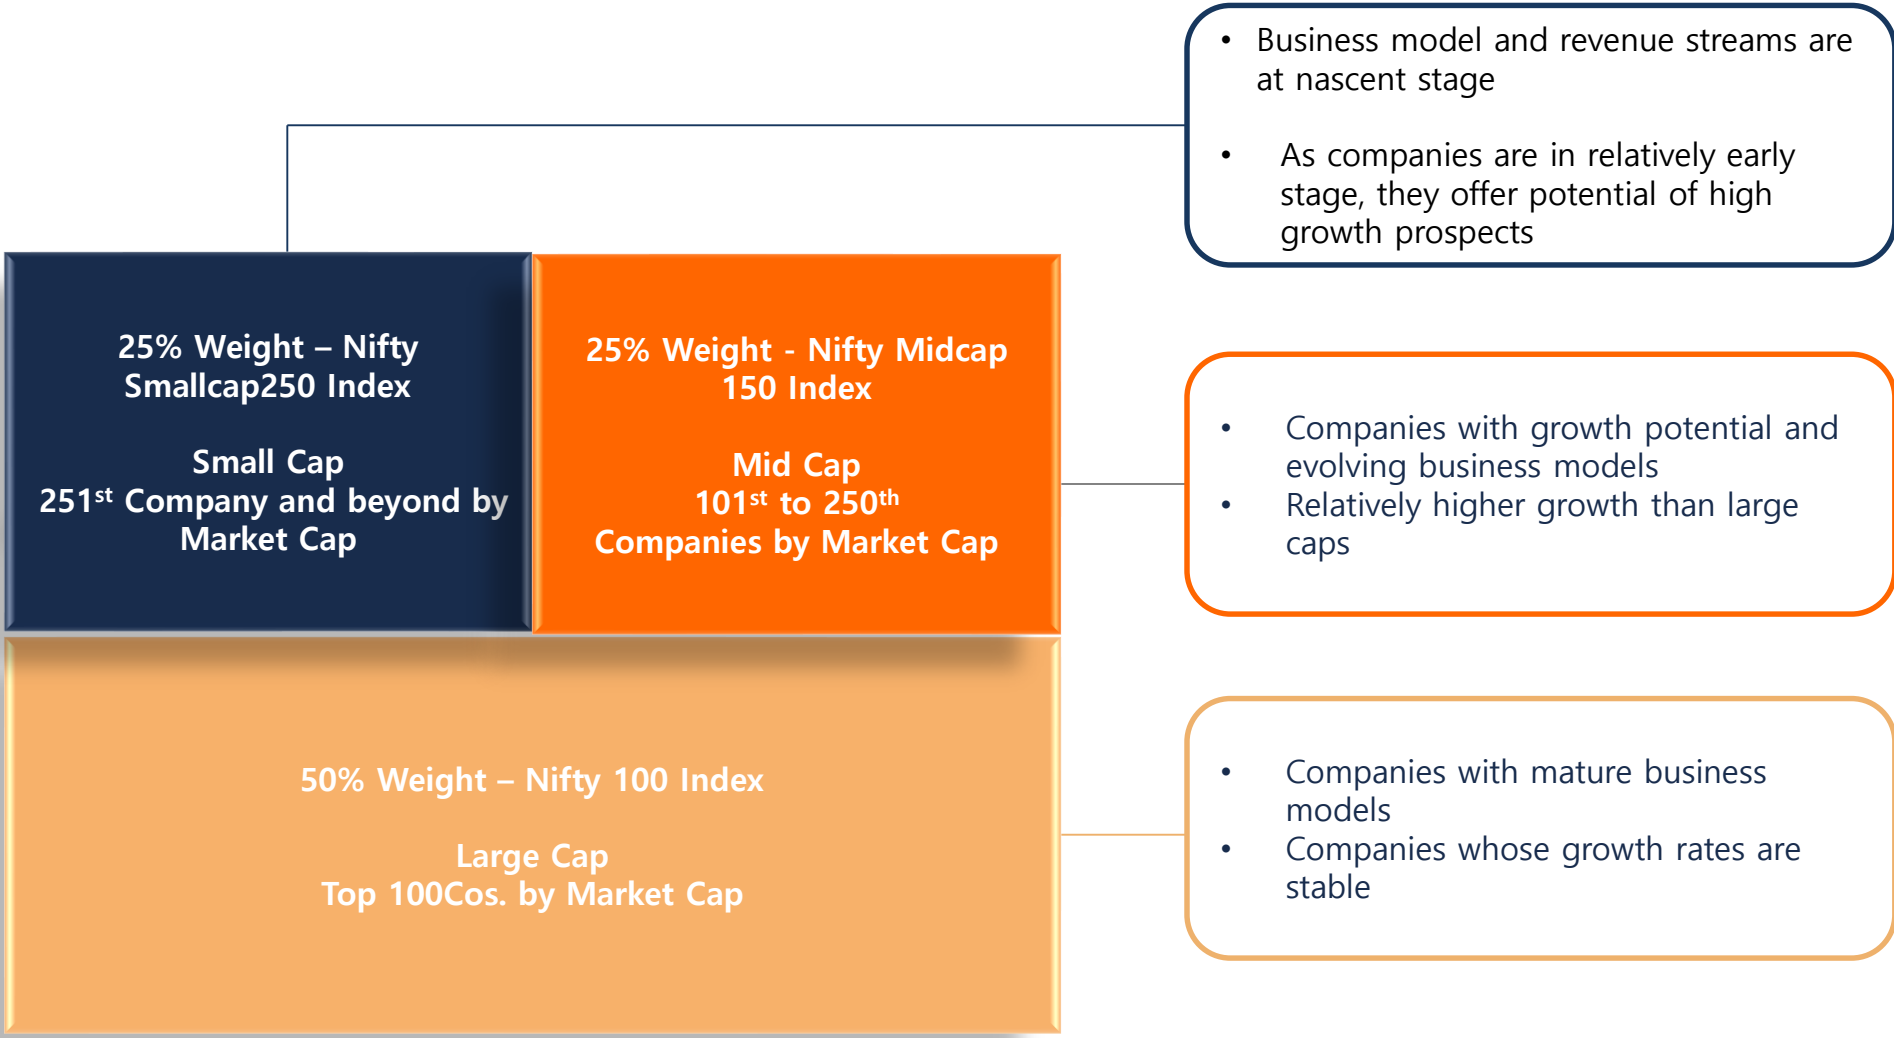 • Business model and revenue streams are
at nascent stage
• As companies are in relatively early
stage, they offer potential of high
growth prospects
25% Weight – Nifty
Smallcap250 Index
Small Cap
251st Company and beyond by
Market Cap
25% Weight - Nifty Midcap
150 Index
Mid Cap
101st to 250th
Companies by Market Cap
• Companies with growth potential and
evolving business models
• Relatively higher growth than large
caps
50% Weight – Nifty 100 Index
Large Cap
Top 100Cos. by Market Cap
• Companies with mature business
models
• Companies whose growth rates are
stable